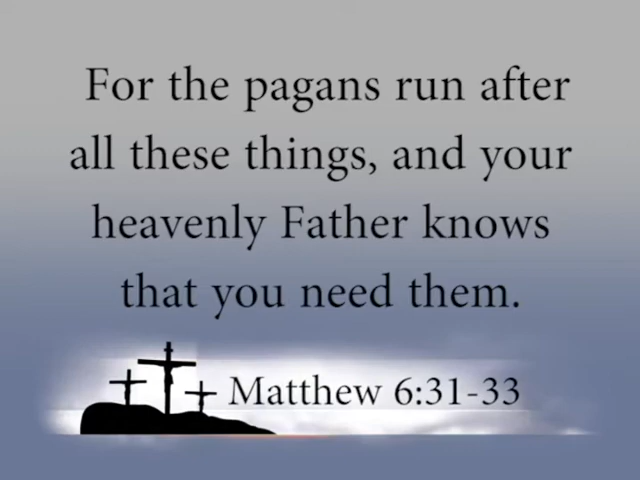 For the pagans run after
all these things, and your
heavenly Father knows
that you need them.
Matthew 6:31-33